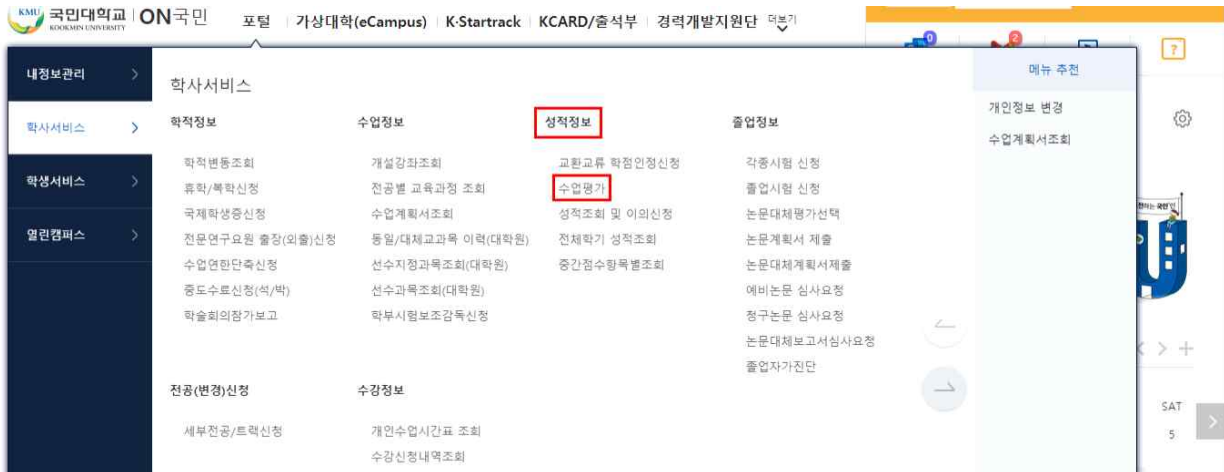 KMU 국민대학교 ON국민
KOOKMIN UNIVERSITY
포털 가상대학(eCampus) K-Startrack KCARD/출석부 경력개발지원단 더보기
0 2 ?
내정보관리
학사서비스
학생서비스
열린캠퍼스
학사서비스
학적정보
학적변동조회
휴학/복학신청
국제학생증신청
전문연구요원 출장(외출)신청
수업연한단축신청
중도수료신청(석/박)
학술회의참가보고
수업정보
개설강좌조회
전공별 교육과정 조회
수업계획서조회
동일/대체교과목 이력(대학원)
선수지정과목조회(대학원)
선수과목조회(대학원)
학부시험보조감독신청
성적정보
교환교류 학점인정신청
수업평가
성적조회 및 이의신청
전체학기 성적조회
중간점수항목별조회
졸업정보
각종시험 신청
졸업시험 신청
논문대체평가선택
논문계획서 제출
논문대체계획서제출
예비논문 심사요청
청구논문 심사요청
논문대체보고서심사요청
졸업자가진단
전공(변경)신청
세부전공/트랙신청
수강정보
개인수업시간표 조회
수강신청내역조회
메뉴 추천
개인정보 변경
수업계획서조회
SAT
5